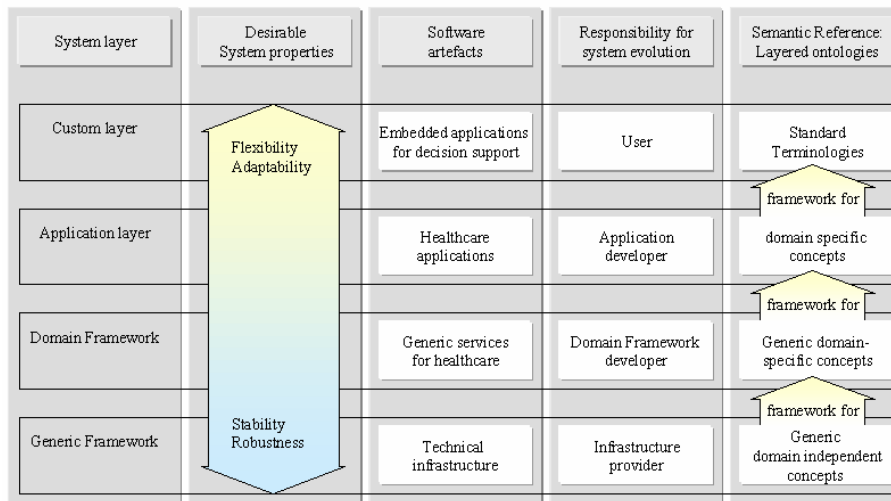 System layer
Desirable
System properties
Software
artefacts
Responsibility for
system evolution
Semantic Reference:
Layered ontologies
Custom layer
Flexibility
Adaptability
Embedded applications
for decision support
User
Standard
Terminologies
framework for
Application layer
Healthcare
applications
Application
developer
domain specific
concepts
framework for
Domain Framework
Generic services
for healthcare
Domain Framework
developer
Generic domain-
specific concepts
framework for
Generic Framework
Stability
Robustness
Technical
infrastructure
Infrastructure
provider
Generic
domain independent
concepts